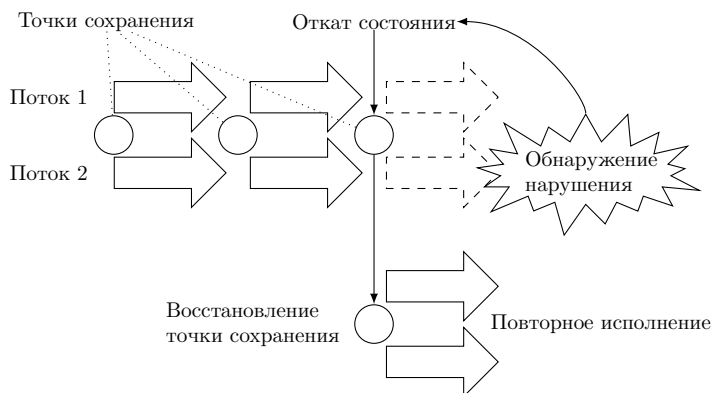 Точки сохранения
Откат состояния
Поток 1
Поток 2
Обнаружение
нарушения
Восстановление
точки сохранения
Повторное исполнение